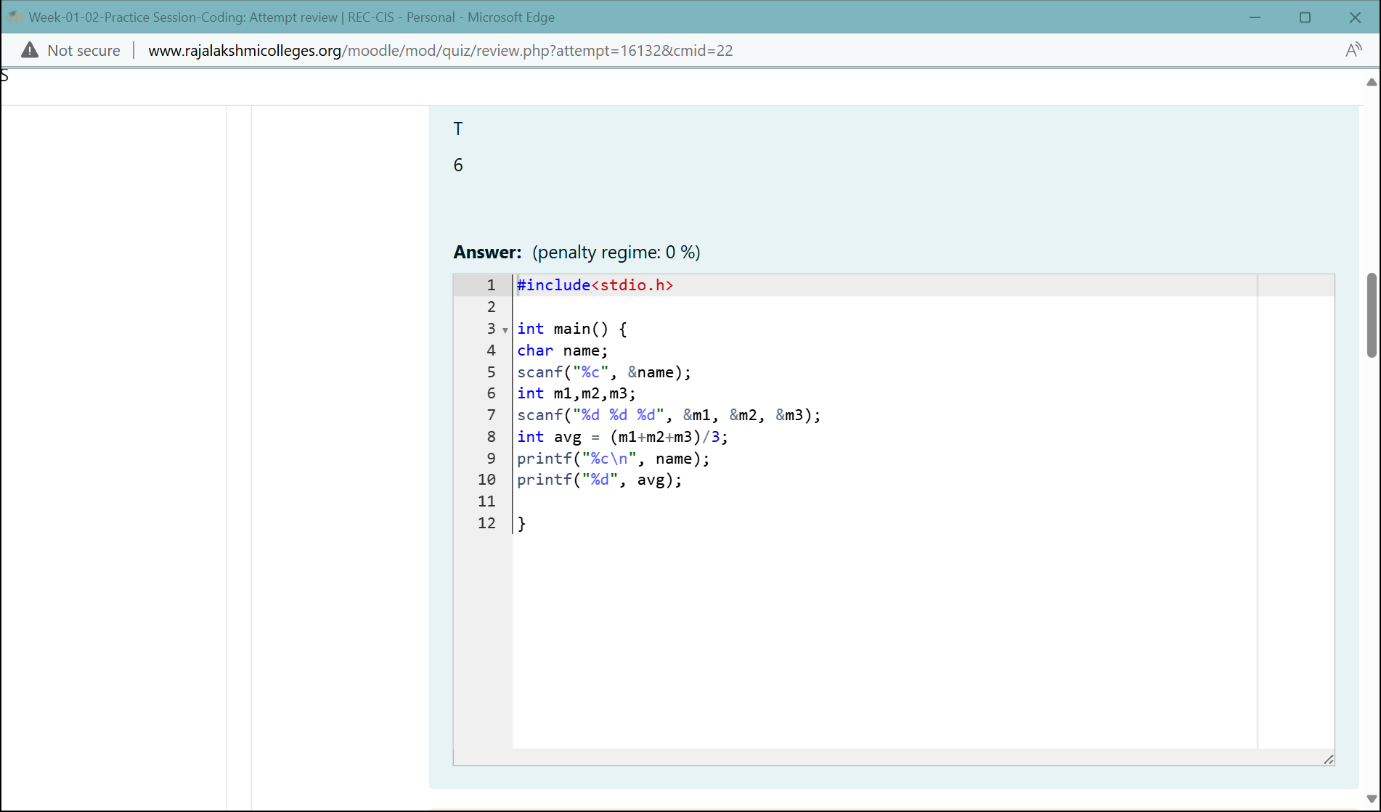 Week-01-02-Practice Session-Coding: Attempt review | REC-CIS - Personal - Microsoft Edge
Not secure | www.rajalakshmicolleges.org/moodle/mod/quiz/review.php?attempt=16132&cmid=22
S
T
6
Answer: (penalty regime: 0 %)
1 #include<stdio.h>
2
3 int main() {
4 char name;
5 scanf("%c", &name);
6 int m1,m2,m3;
7 scanf("%d %d %d", &m1, &m2, &m3);
8 int avg = (m1+m2+m3)/3;
9 printf("%c\n", name);
10 printf("%d", avg);
11
12 }